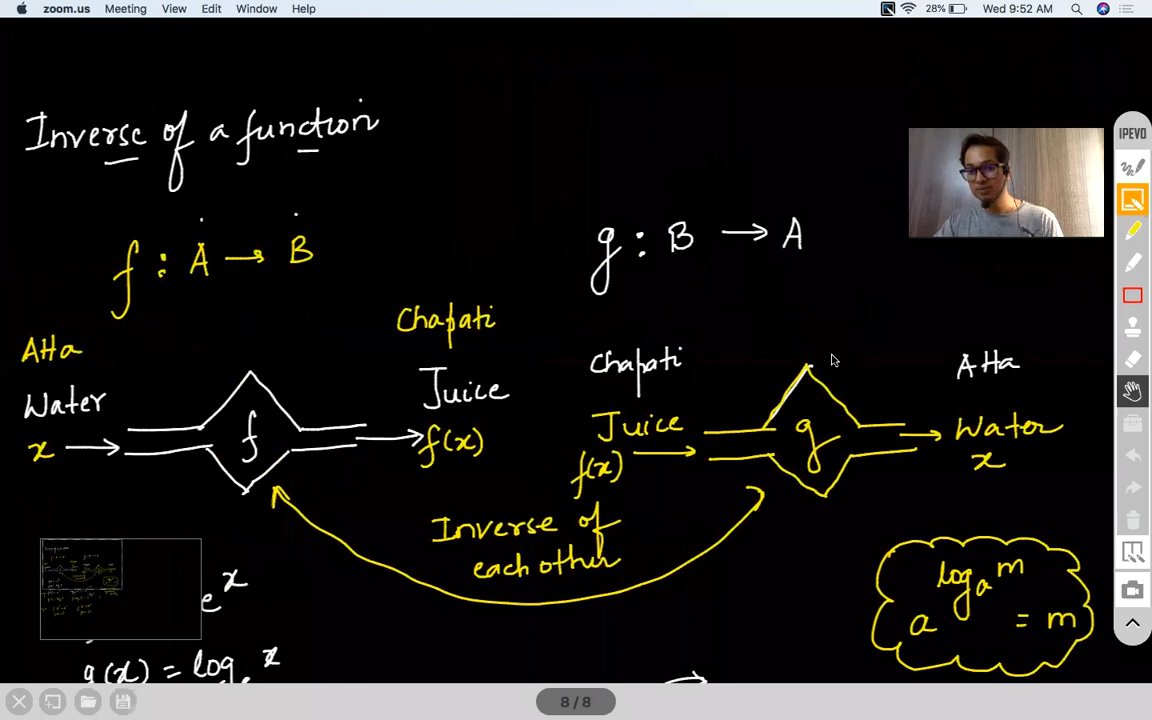 zoom.us Meeting View Edit Window Help 28% Wed 9:52 AM
IPEVO
Inverse of a function
f : A → B
g : B → A
Atta
Water
x
f
Chapati
Juice
f(x)
Chapati
Juice
f(x)
g
Atta
Water
x
Inverse of
each other
a^(log_a m) = m
e^x
g(x) = log_e x
8 / 8